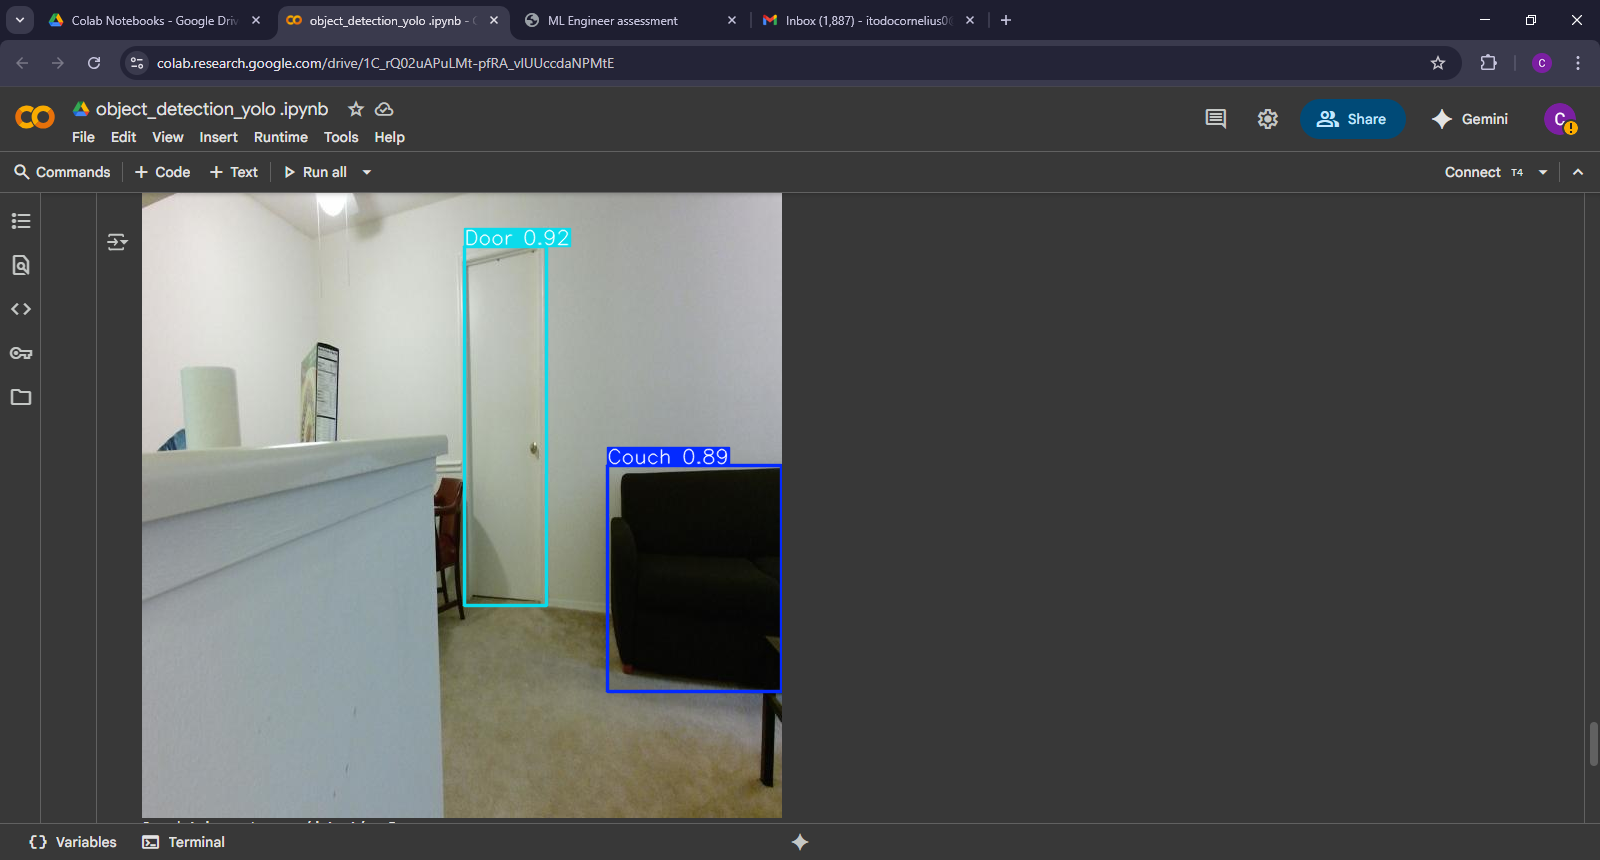 Colab Notebooks - Google Driv
object_detection_yolo .ipynb - C
ML Engineer assessment
Inbox (1,887) - itodocornelius0
colab.research.google.com/drive/1C_rQ02uAPuLMt-pfRA_vIUUccdaNPMtE
C
object_detection_yolo .ipynb
File Edit View Insert Runtime Tools Help
Share
Gemini
C
Commands + Code + Text Run all
Connect T4
Door 0.92
Couch 0.89
Variables Terminal